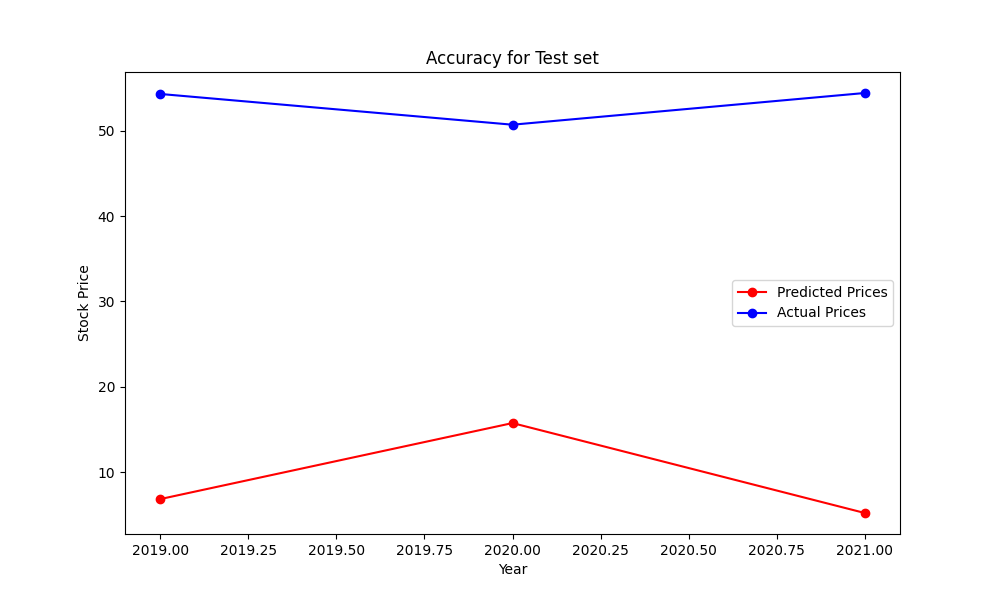 Accuracy for Test set
Stock Price
50
40
30
20
10
Predicted Prices
Actual Prices
2019.00 2019.25 2019.50 2019.75 2020.00 2020.25 2020.50 2020.75 2021.00
Year